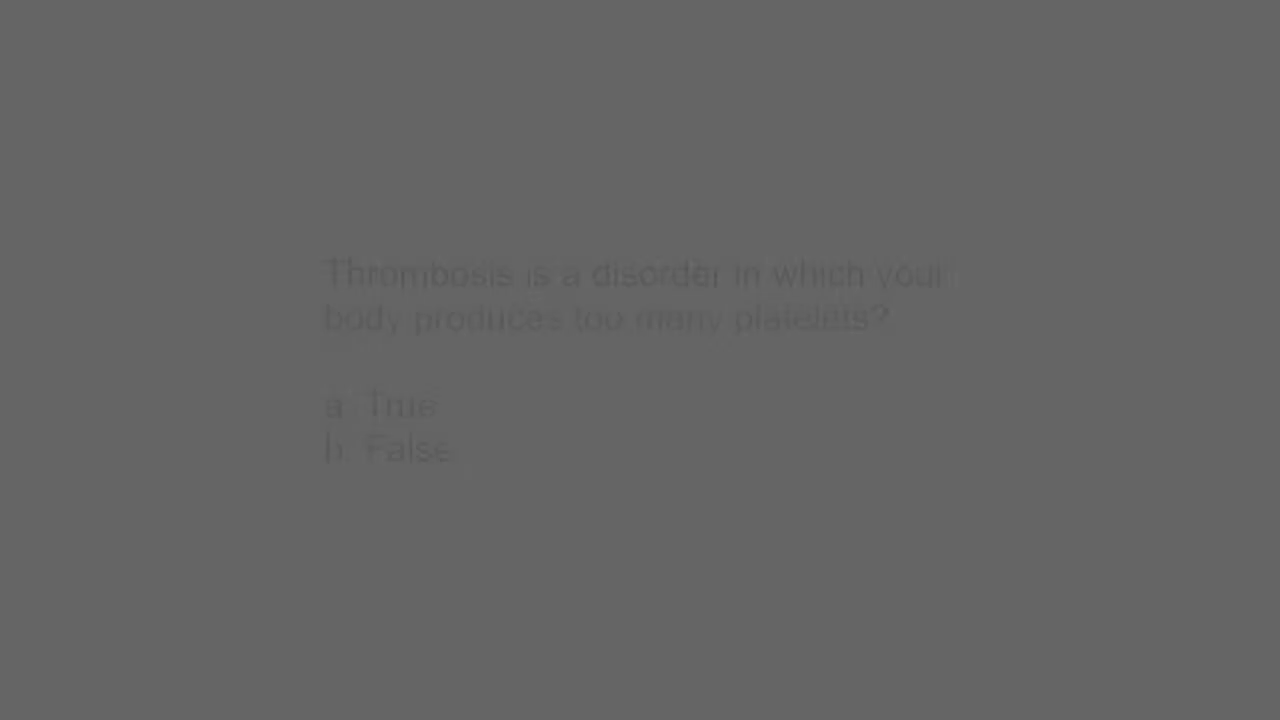 Thrombosis is a disorder in which your
body produces too many platelets?
a. True
b. False